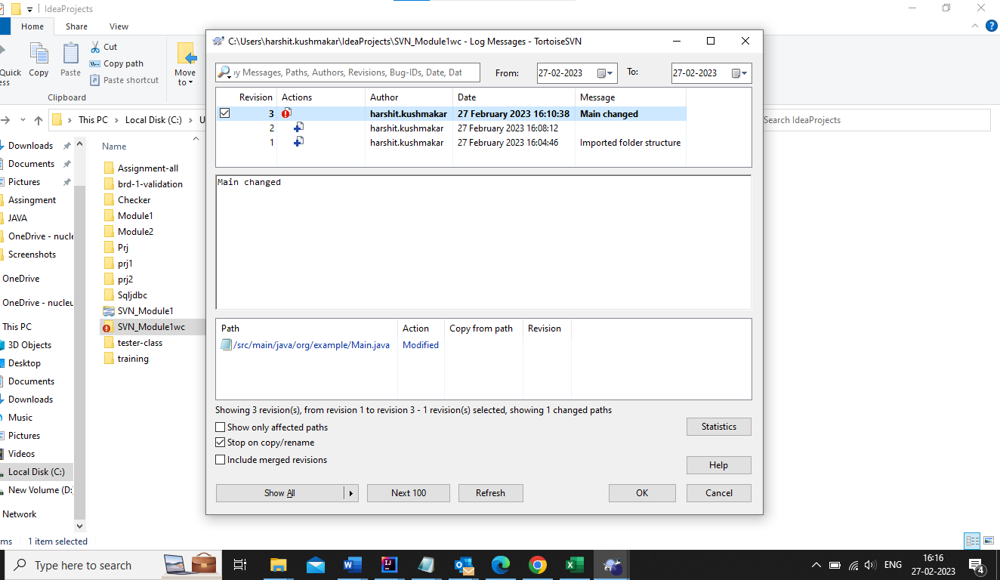 IdeaProjects
Home Share View
Quick
ess
Copy
Paste
Cut
Copy path
Paste shortcut
Move
to
Clipboard
This PC Local Disk (C:) U
Search IdeaProjects
Downloads
Documents
Pictures
Assingment
JAVA
OneDrive - nucle
Screenshots
OneDrive
OneDrive - nucleu
This PC
3D Objects
Desktop
Documents
Downloads
Music
Pictures
Videos
Local Disk (C:)
New Volume (D:
Network
Name
Assignment-all
brd-1-validation
Checker
Module1
Module2
Prj
prj1
prj2
Sqljdbc
SVN_Module1
SVN_Module1wc
tester-class
training
C:\Users\harshit.kushmakar\IdeaProjects\SVN_Module1wc - Log Messages - TortoiseSVN
y Messages, Paths, Authors, Revisions, Bug-IDs, Date, Dat
From: 27-02-2023 To: 27-02-2023
Revision Actions Author Date Message
3 harshit.kushmakar 27 February 2023 16:10:38 Main changed
2 harshit.kushmakar 27 February 2023 16:08:12
1 harshit.kushmakar 27 February 2023 16:04:46 Imported folder structure
Main changed
Path Action Copy from path Revision
/src/main/java/org/example/Main.java Modified
Showing 3 revision(s), from revision 1 to revision 3 - 1 revision(s) selected, showing 1 changed paths
Show only affected paths
Stop on copy/rename
Include merged revisions
Statistics
Help
Show All Next 100 Refresh OK Cancel
ms 1 item selected
Type here to search
ENG
16:16
27-02-2023
4